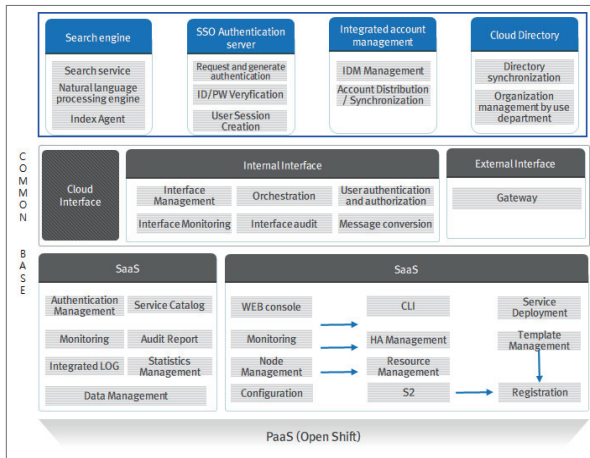 Search engine
Search service
Natural language
processing engine
Index Agent
SSO Authentication
server
Request and generate
authentication
ID/PW Veryfication
User Session
Creation
Integrated account
management
IDM Management
Account Distribution
/ Synchronization
Cloud Directory
Directory
synchronization
Organization
management by use
department
COMMON
Cloud
Interface
Internal Interface
Interface
Management
Orchestration
User authentication
and authorization
Interface Monitoring
Interface audit
Message conversion
External Interface
Gateway
BASE
SaaS
Authentication
Management
Service Catalog
Monitoring
Audit Report
Integrated LOG
Statistics
Management
Data Management
SaaS
WEB console
CLI
Service
Deployment
Monitoring
HA Management
Template
Management
Node
Management
Resource
Management
Configuration
S2
Registration
PaaS (Open Shift)